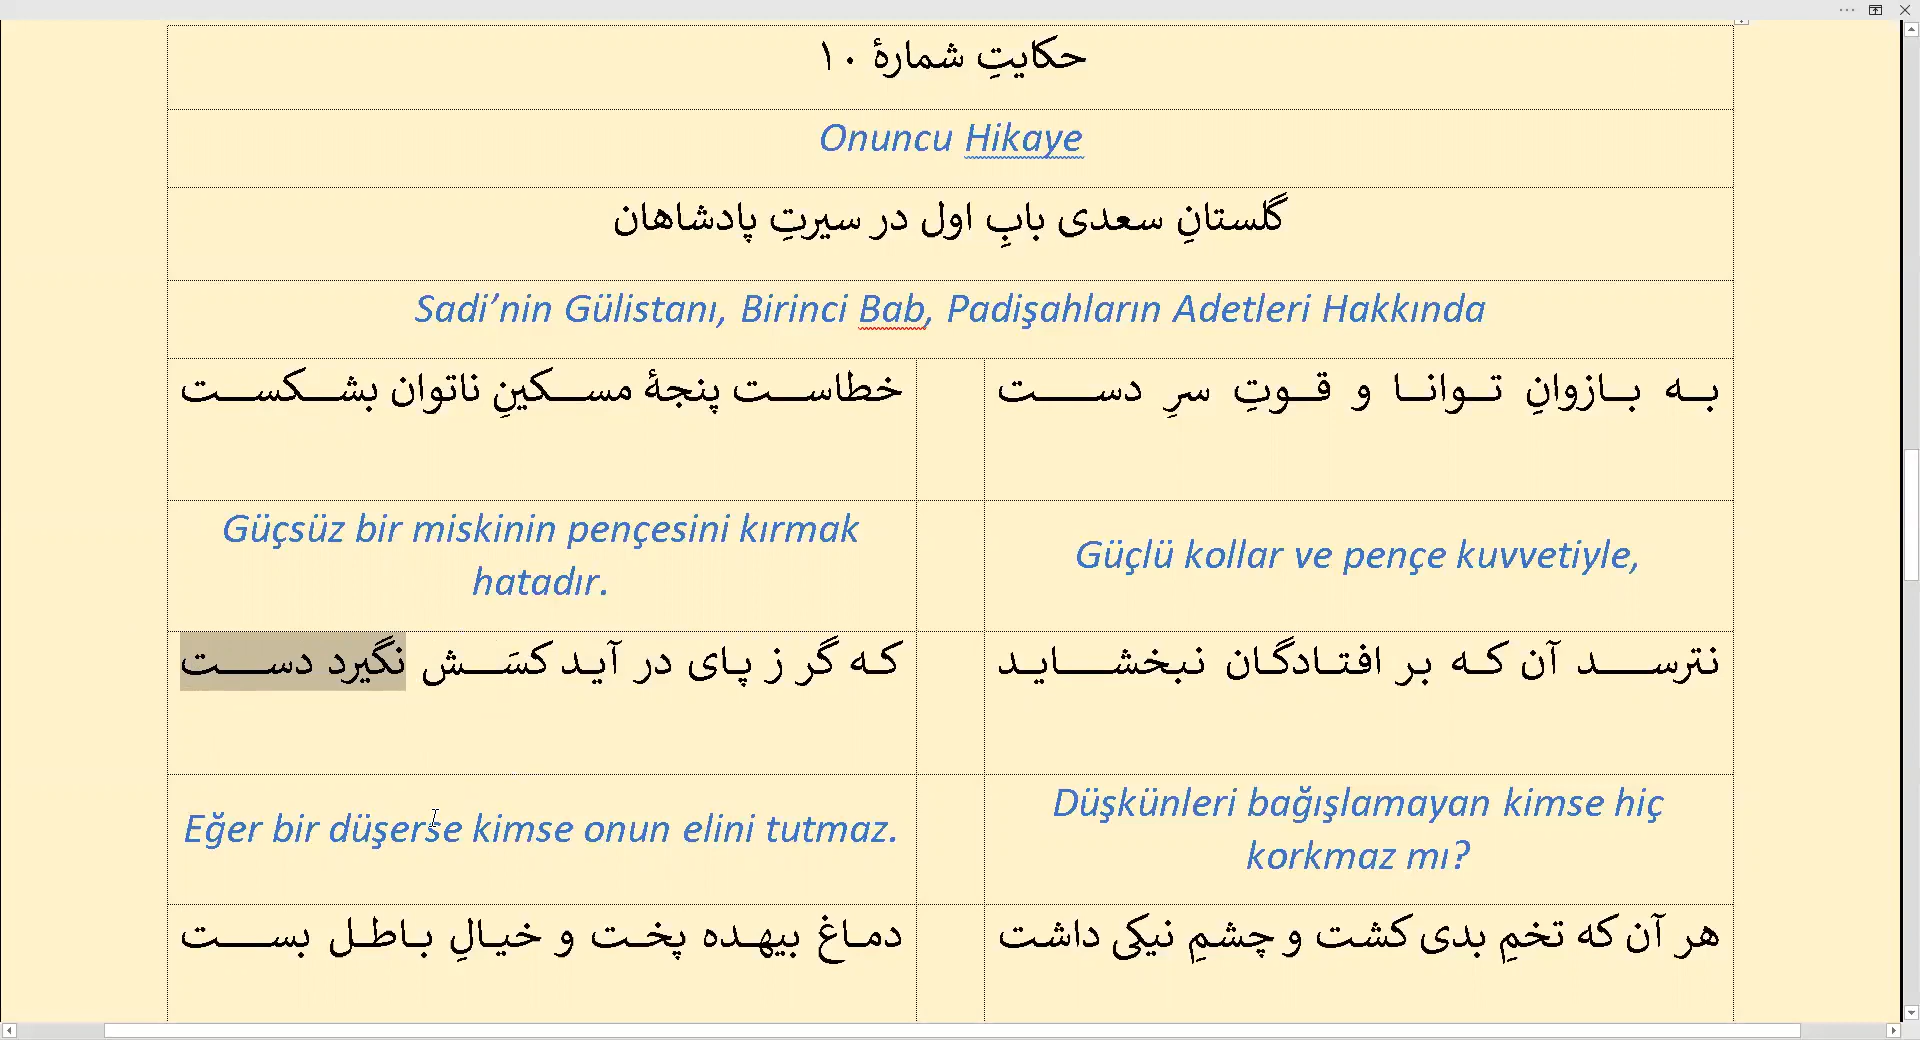 حکایتِ شمارهٔ ۱۰
Onuncu Hikaye
گلستانِ سعدی بابِ اول در سیرتِ پادشاهان
Sadi’nin Gülistanı, Birinci Bab, Padişahların Adetleri Hakkında
به بازوانِ توانا و قوتِ سرِ دست
خطاست پنجهٔ مسکینِ ناتوان بشکست
Güçlü kollar ve pençe kuvvetiyle,
Güçsüz bir miskinin pençesini kırmak
hatadır.
نترسد آن که بر افتادگان نبخشاید
که گر ز پای در آید کسَش نگیرد دست
Düşkünleri bağışlamayan kimse hiç
korkmaz mı?
Eğer bir düşerse kimse onun elini tutmaz.
هر آن که تخمِ بدی کشت و چشمِ نیکی داشت
دماغ بیهده پخت و خیالِ باطل بست